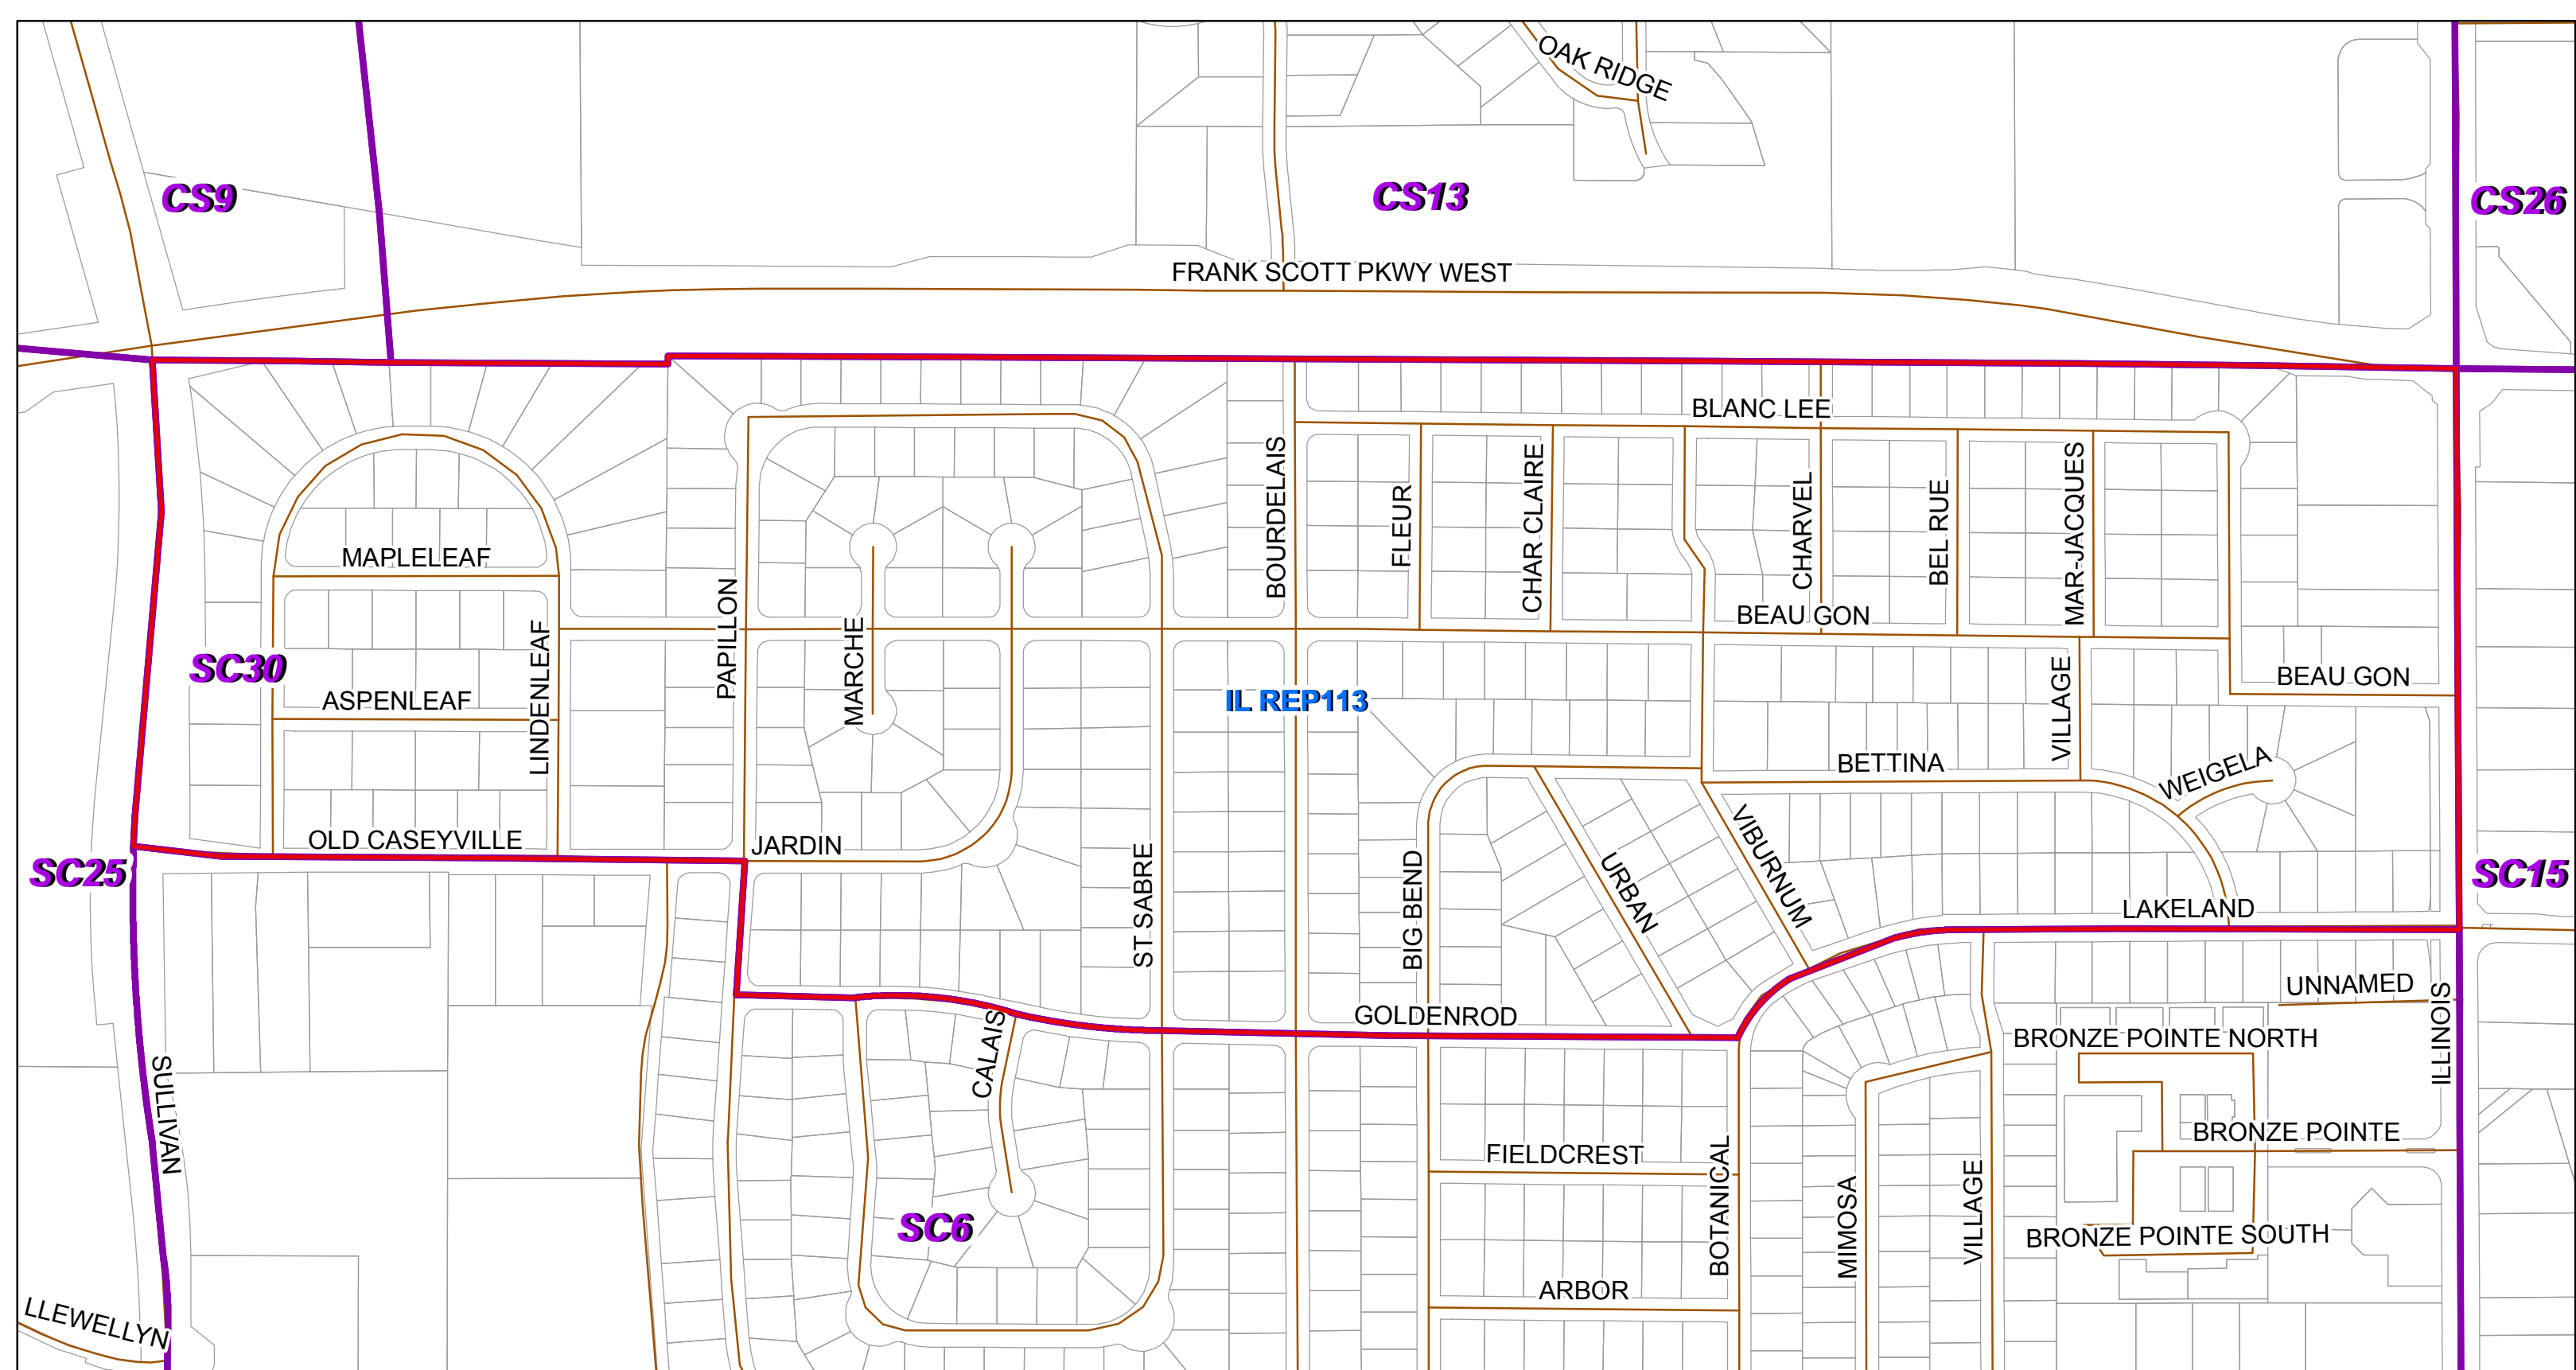 OAK RIDGE
CS9
CS13
CS26
FRANK SCOTT PKWY WEST
BLANC LEE
BOURDELAIS
FLEUR
CHAR CLAIRE
CHARVEL
BEL RUE
MAR-JACQUES
MAPLELEAF
PAPILLON
MARCHE
BEAU GON
SC30
LINDENLEAF
ASPENLEAF
IL REP113
VILLAGE
BEAU GON
BETTINA
WEIGELA
OLD CASEYVILLE
JARDIN
ST SABRE
BIG BEND
URBAN
VIBURNUM
SC25
SC15
LAKELAND
UNNAMED
GOLDENROD
CALAIS
BRONZE POINTE NORTH
ILLINOIS
SULLIVAN
BRONZE POINTE
FIELDCREST
BOTANICAL
MIMOSA
VILLAGE
SC6
BRONZE POINTE SOUTH
ARBOR
LLEWELLYN